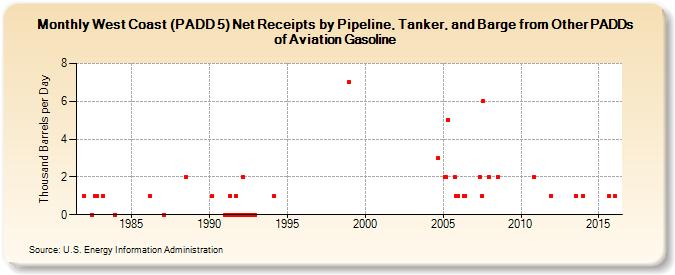 Monthly West Coast (PADD 5) Net Receipts by Pipeline, Tanker, and Barge from Other PADDs
of Aviation Gasoline
Thousand Barrels per Day
8
6
4
2
0
1985 1990 1995 2000 2005 2010 2015
Source: U.S. Energy Information Administration